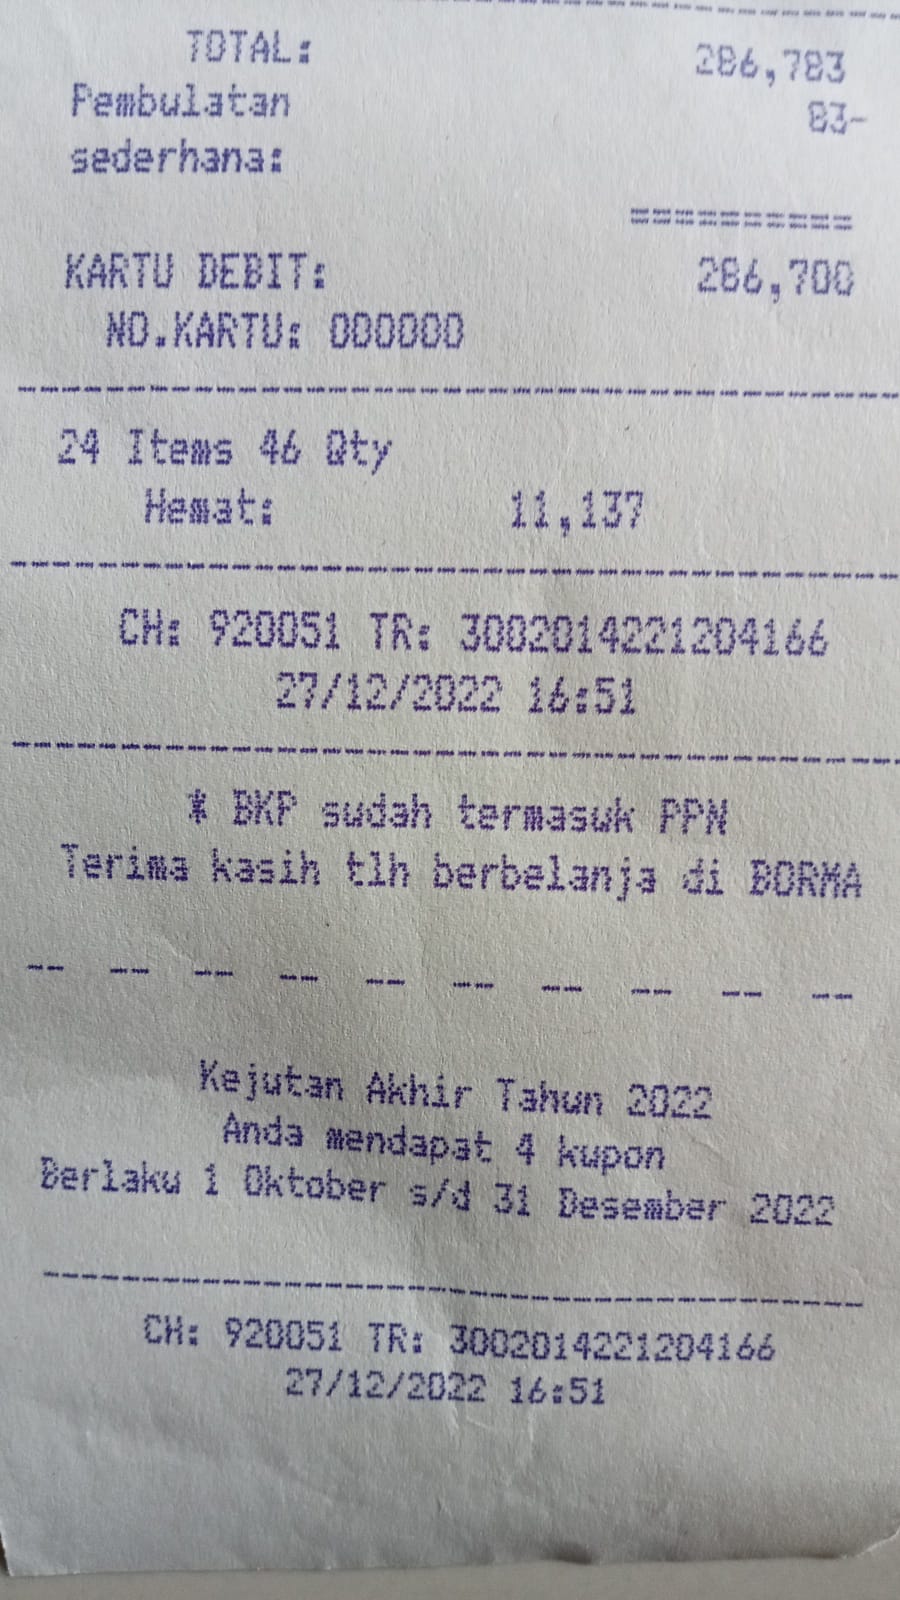 TOTAL: 286,783
Pembulatan 83-
sederhana:
==========
KARTU DEBIT: 286,700
NO.KARTU: 000000
24 Items 46 Qty
Hemat: 11,137
CH: 920051 TR: 3002014221204166
27/12/2022 16:51
* BKP sudah termasuk PPN
Terima kasih tlh berbelanja di BORMA
Kejutan Akhir Tahun 2022
Anda mendapat 4 kupon
Berlaku 1 Oktober s/d 31 Desember 2022
CH: 920051 TR: 3002014221204166
27/12/2022 16:51